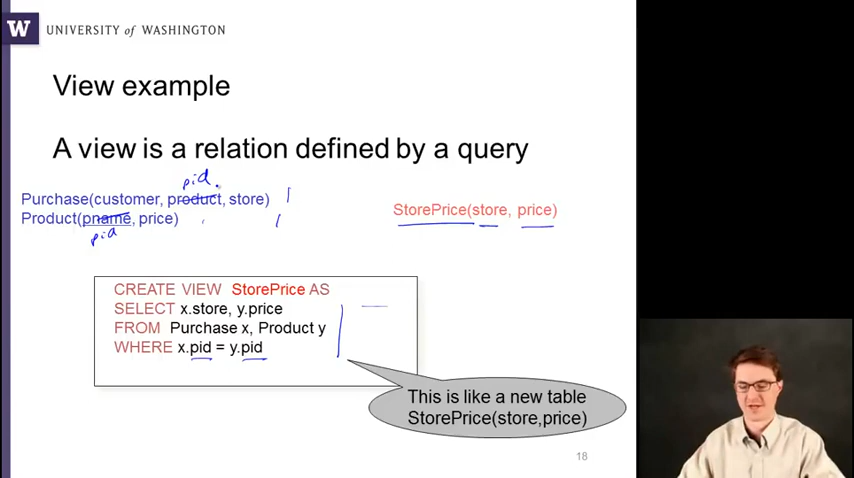 W UNIVERSITY of WASHINGTON
View example
A view is a relation defined by a query
pid.
Purchase(customer, product, store)
Product(pname, price)
pid
StorePrice(store, price)
CREATE VIEW StorePrice AS
SELECT x.store, y.price
FROM Purchase x, Product y
WHERE x.pid = y.pid
This is like a new table
StorePrice(store,price)
18